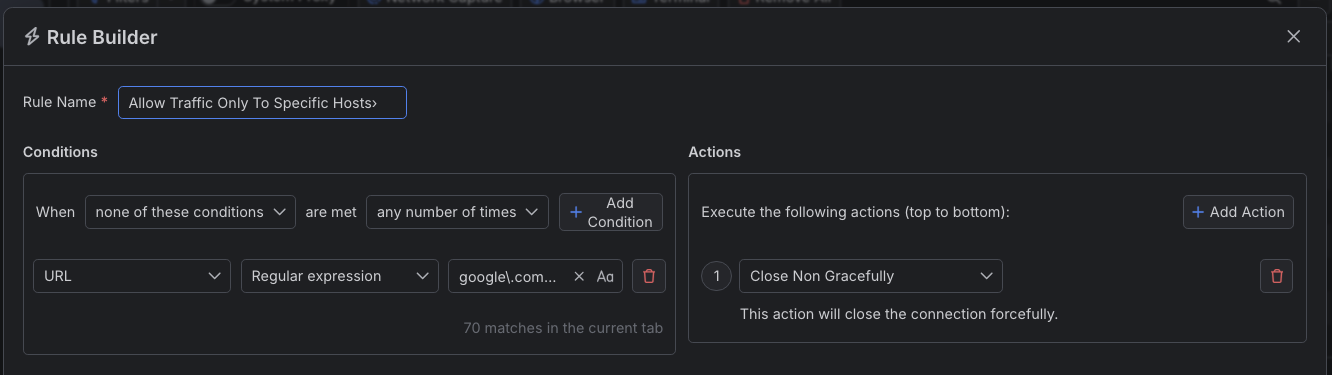 Rule Builder
Rule Name *
Allow Traffic Only To Specific Hosts›
Conditions
When none of these conditions are met any number of times + Add Condition
URL Regular expression google\.com... Aa
70 matches in the current tab
Actions
Execute the following actions (top to bottom): + Add Action
1 Close Non Gracefully
This action will close the connection forcefully.